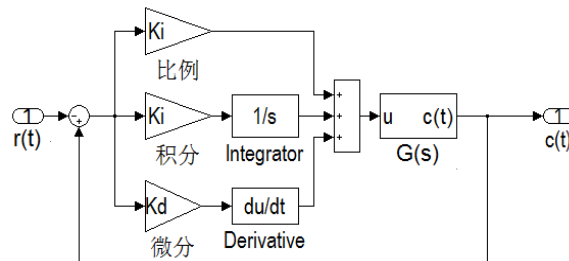 Ki
比例
+
1
r(t)
-
Ki
积分
1/s
Integrator
+
+
u c(t)
G(s)
1
c(t)
Kd
微分
du/dt
Derivative